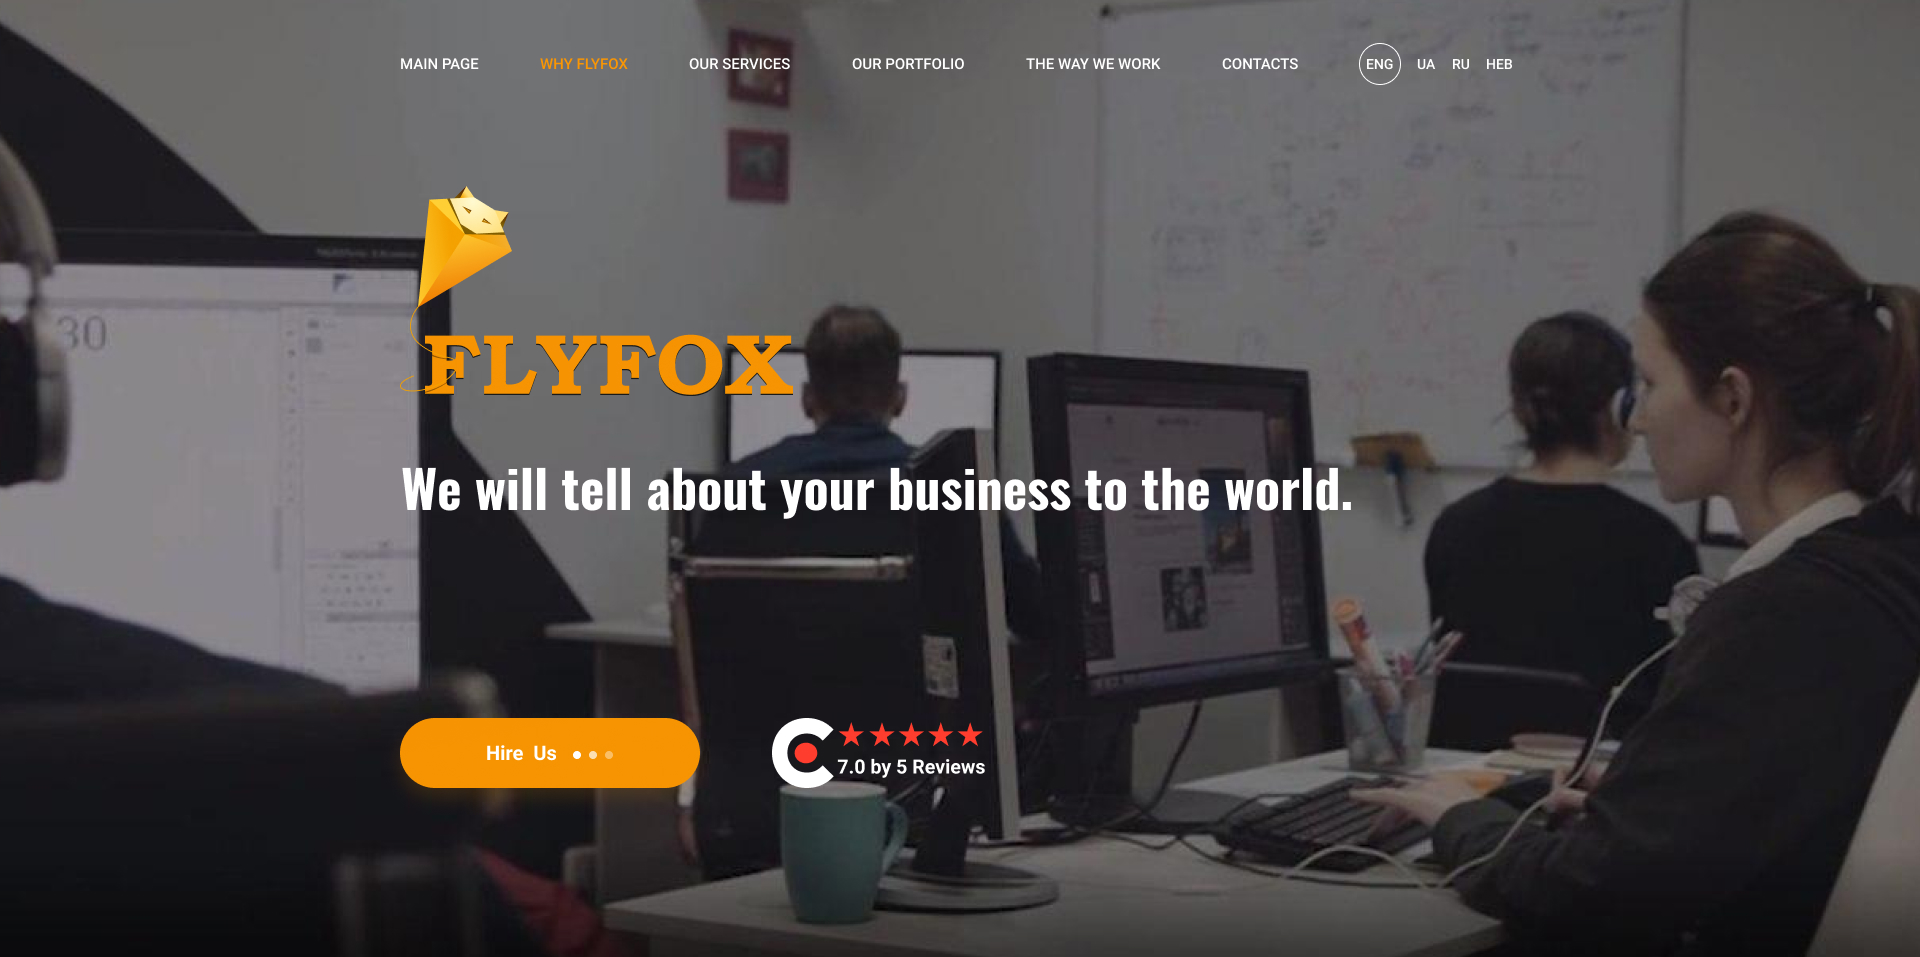 MAIN PAGE WHY FLYFOX OUR SERVICES OUR PORTFOLIO THE WAY WE WORK CONTACTS ENG UA RU HEB
30
FLYFOX
We will tell about your business to the world.
Hire Us
7.0 by 5 Reviews